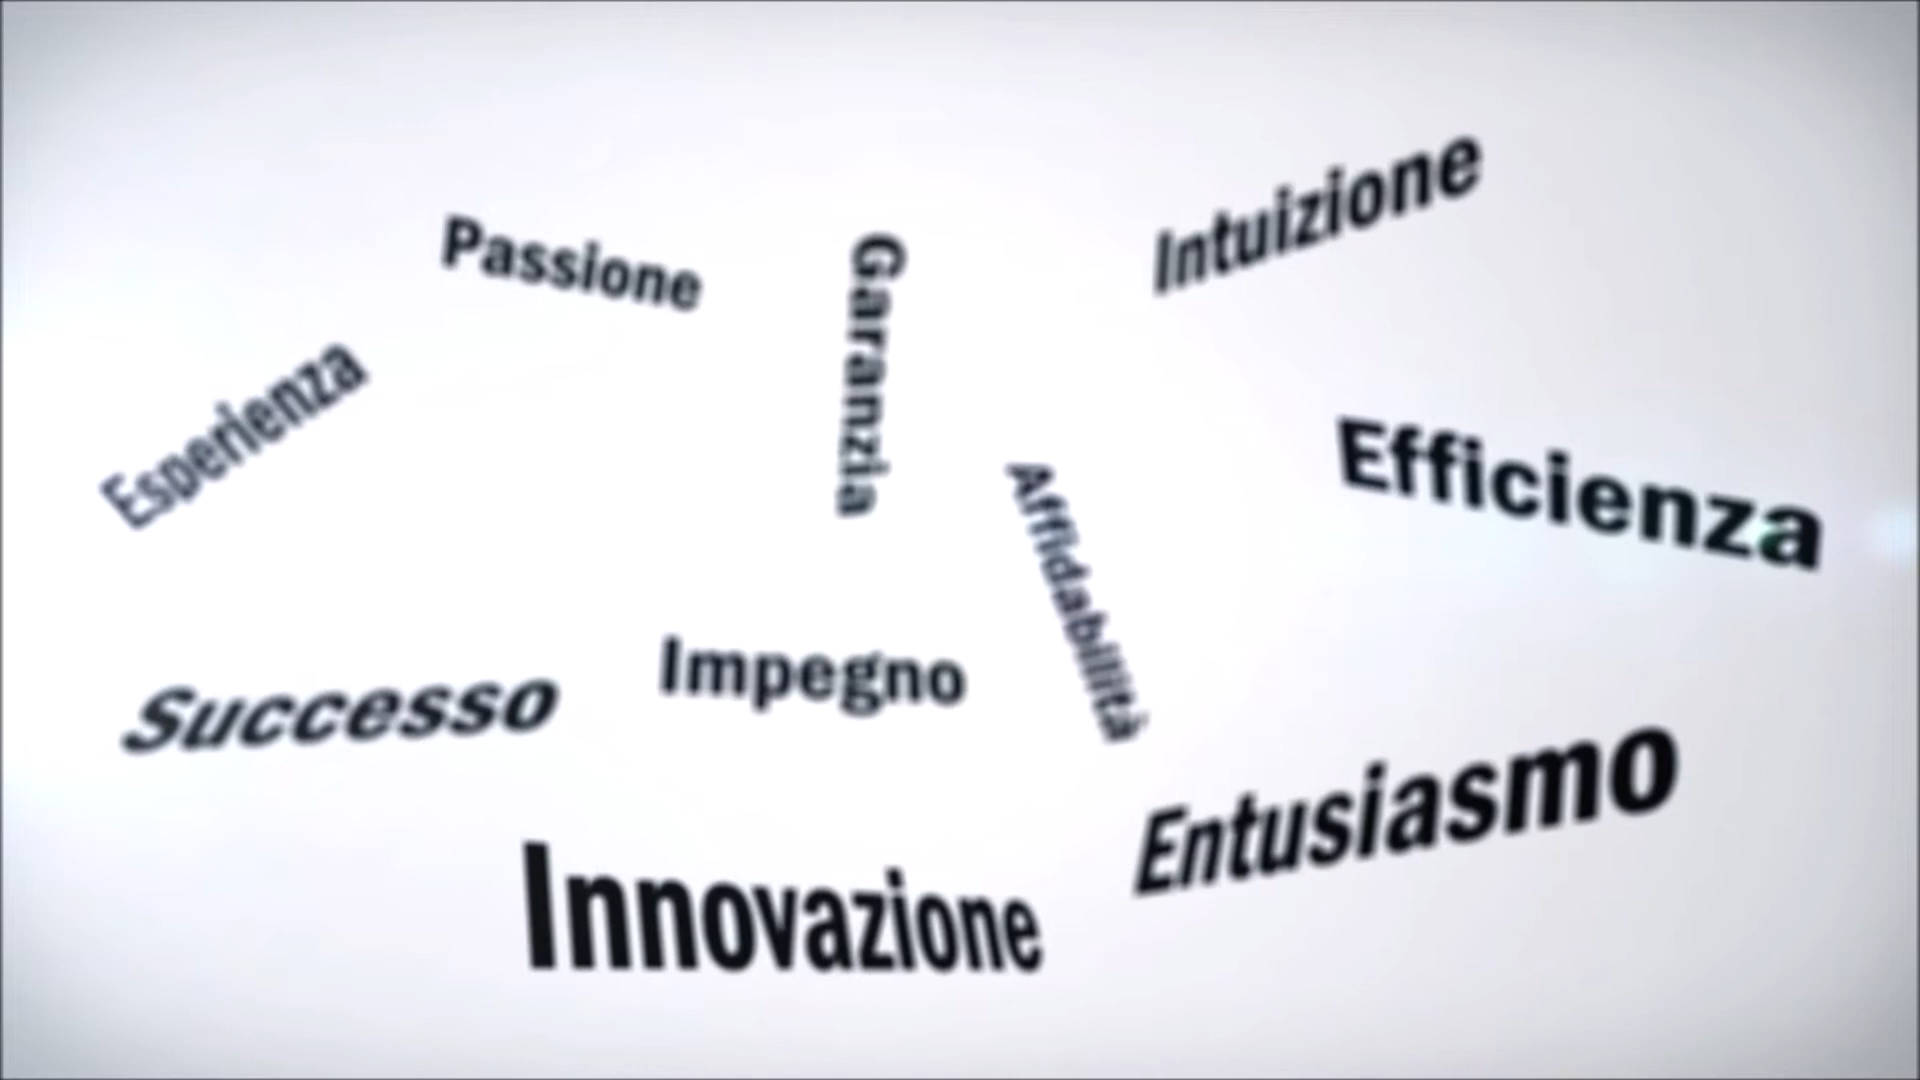 Intuizione
Passione
Garanzia
Esperienza
Efficienza
Affidabilità
Impegno
Successo
Entusiasmo
Innovazione